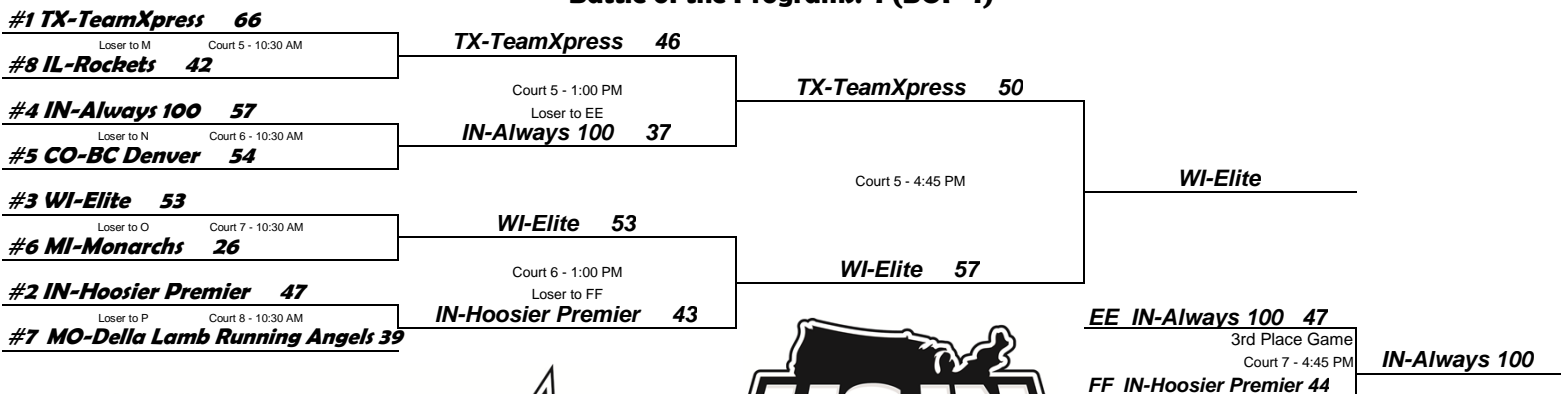 #1 TX-TeamXpress 66
Loser to M Court 5 - 10:30 AM
#8 IL-Rockets 42
#4 IN-Always 100 57
Loser to N Court 6 - 10:30 AM
#5 CO-BC Denver 54
#3 WI-Elite 53
Loser to O Court 7 - 10:30 AM
#6 MI-Monarchs 26
#2 IN-Hoosier Premier 47
Loser to P Court 8 - 10:30 AM
#7 MO-Della Lamb Running Angels 39
TX-TeamXpress 46
Court 5 - 1:00 PM
Loser to EE
IN-Always 100 37
WI-Elite 53
Court 6 - 1:00 PM
Loser to FF
IN-Hoosier Premier 43
TX-TeamXpress 50
Court 5 - 4:45 PM
WI-Elite 57
WI-Elite
EE IN-Always 100 47
3rd Place Game
Court 7 - 4:45 PM
FF IN-Hoosier Premier 44
IN-Always 100